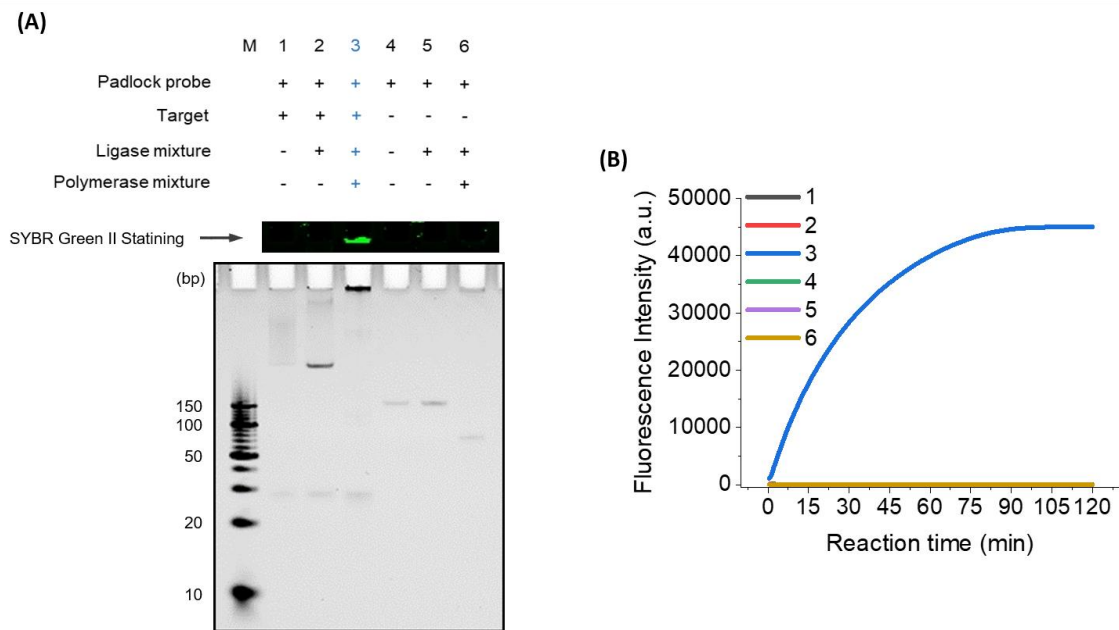 (A)
M 1 2 3 4 5 6
Padlock probe + + + + + +
Target + + + - - -
Ligase mixture - + + - + +
Polymerase mixture - - + - - +
SYBR Green II Statining
(bp)
150
100
50
20
10
(B)
Fluorescence Intensity (a.u.)
50000
40000
30000
20000
10000
0
1
2
3
4
5
6
0 15 30 45 60 75 90 105 120
Reaction time (min)